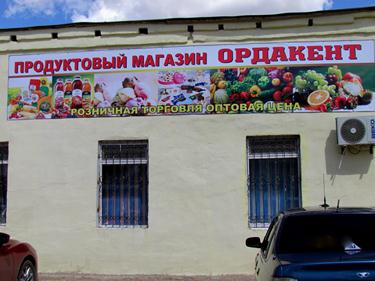 ПРОДУКТОВЫЙ МАГАЗИН ОРДАКЕНТ
РОЗНИЧНАЯ ТОРГОВЛЯ ОПТОВАЯ ЦЕНА